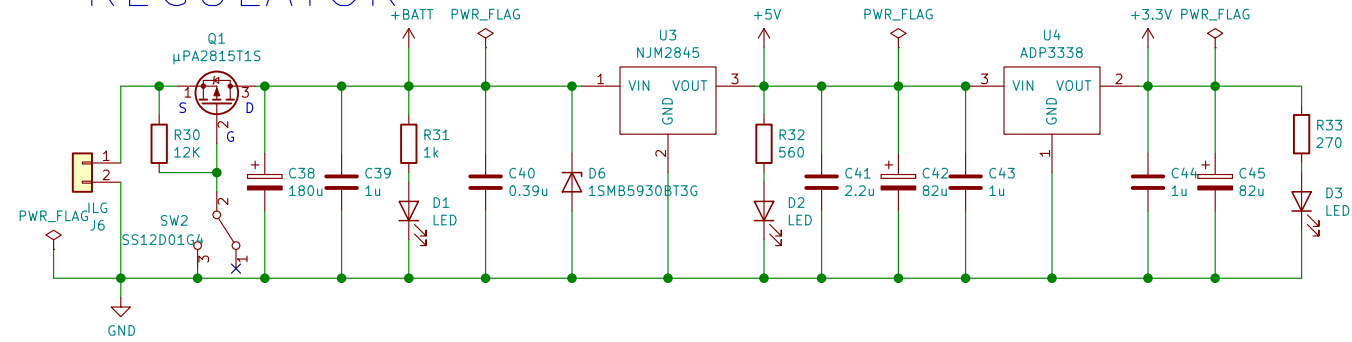 REGULATOR
+BATT
PWR_FLAG
+5V
PWR_FLAG
+3.3V
PWR_FLAG
Q1
µPA2815T1S
1
3
S
D
2
G
U3
NJM2845
1
VIN
VOUT
3
GND
2
U4
ADP3338
3
VIN
VOUT
2
GND
1
R30
12K
R31
1k
R32
560
R33
270
1
2
ILG
J6
PWR_FLAG
SW2
SS12D01G4
2
3
1
C38
180u
C39
1u
D1
LED
C40
0.39u
D6
1SMB5930BT3G
D2
LED
C41
2.2u
C42
82u
C43
1u
C44
1u
C45
82u
D3
LED
GND